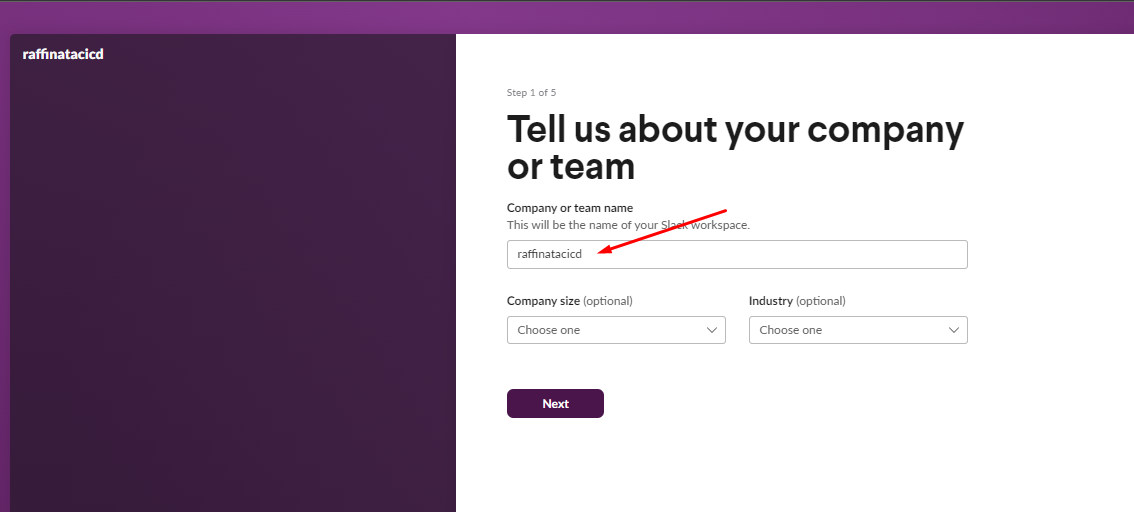 raffinatacicd
Step 1 of 5
Tell us about your company
or team
Company or team name
This will be the name of your Slack workspace.
raffinatacicd
Company size (optional)
Industry (optional)
Choose one
Choose one
Next